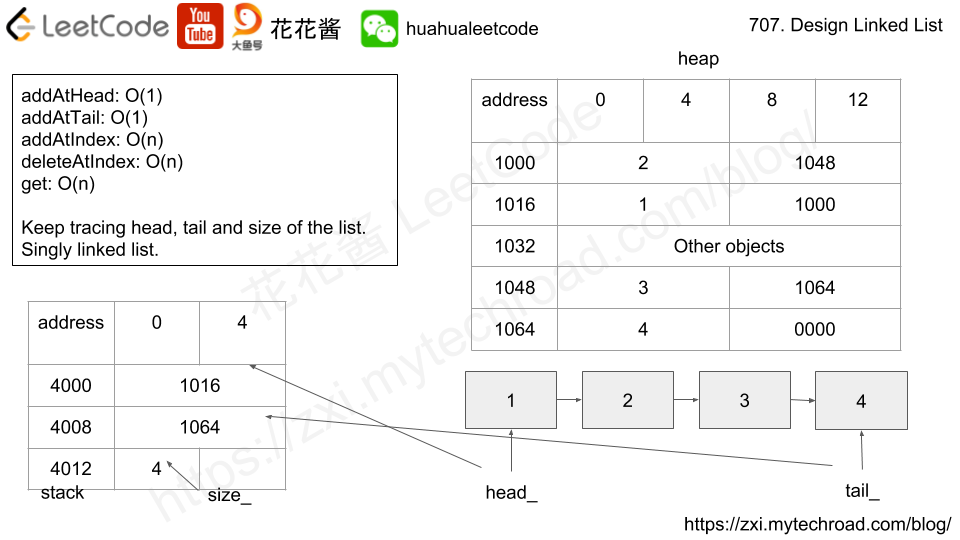 LeetCode
You
Tube
大鱼号
花花酱
huahualeetcode
707. Design Linked List
addAtHead: O(1)
addAtTail: O(1)
addAtIndex: O(n)
deleteAtIndex: O(n)
get: O(n)
Keep tracing head, tail and size of the list.
Singly linked list.
heap
address 0 4 8 12
1000 2 1048
1016 1 1000
1032 Other objects
1048 3 1064
1064 4 0000
address 0 4
4000 1016
4008 1064
4012 4
stack
size_
1 2 3 4
head_
tail_
花花酱 LeetCode
https://zxi.mytechroad.com/blog/
https://zxi.mytechroad.com/blog/